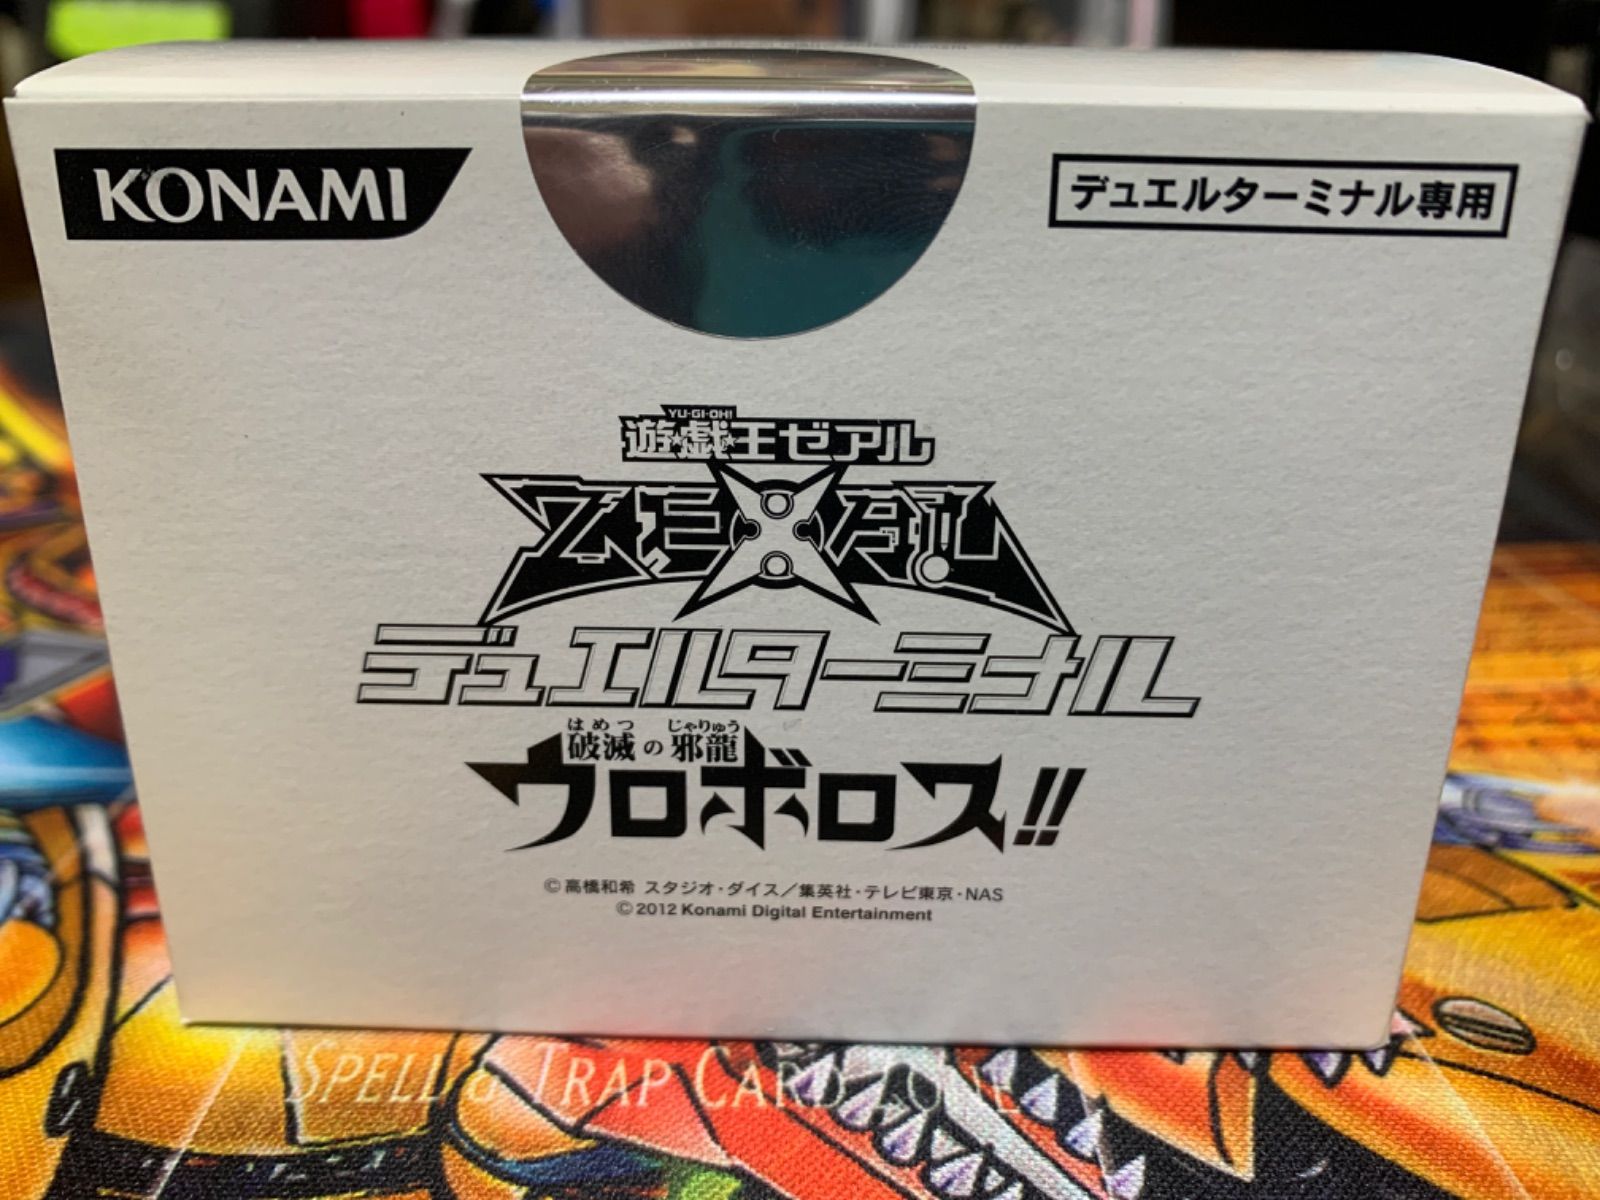 KONAMI
デュエルターミナル専用
YU-GI-OH!
遊☆戯☆王ゼアル
ZEXAL
デュエルターミナル
はめつ じゃりゅう
破滅の邪龍
ウロボロス!!
©高橋和希 スタジオ・ダイス/集英社・テレビ東京・NAS
©2012 Konami Digital Entertainment
SPELL & TRAP CARD ZONE